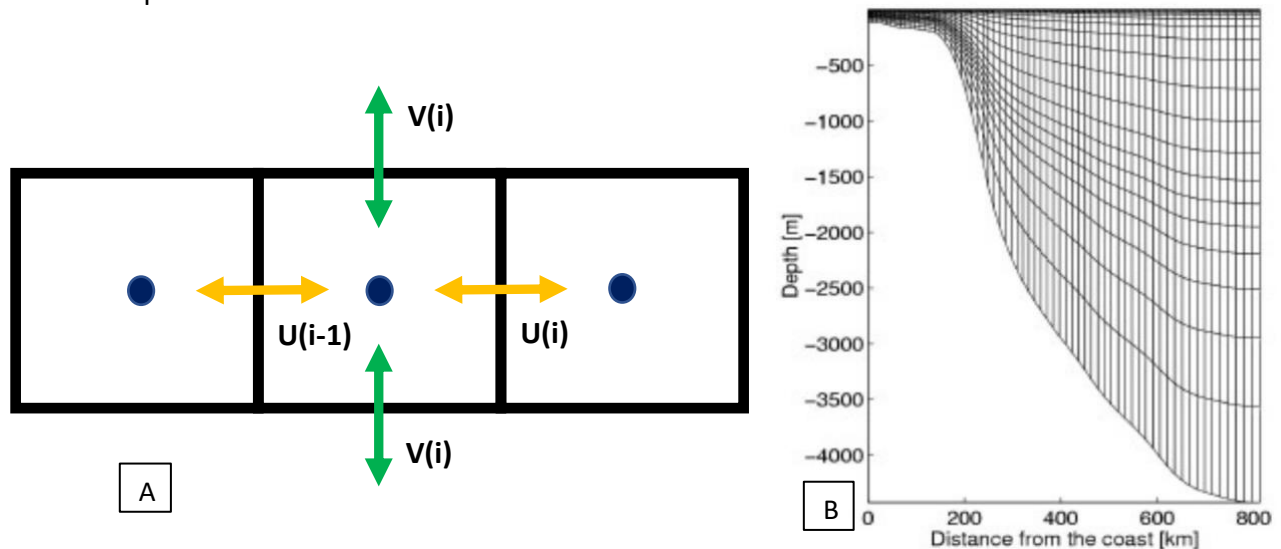 V(i)
U(i-1)
U(i)
V(i)
A
−500
−1000
−1500
−2000
−2500
−3000
−3500
−4000
Depth [m]
B
0 200 400 600 800
Distance from the coast [km]